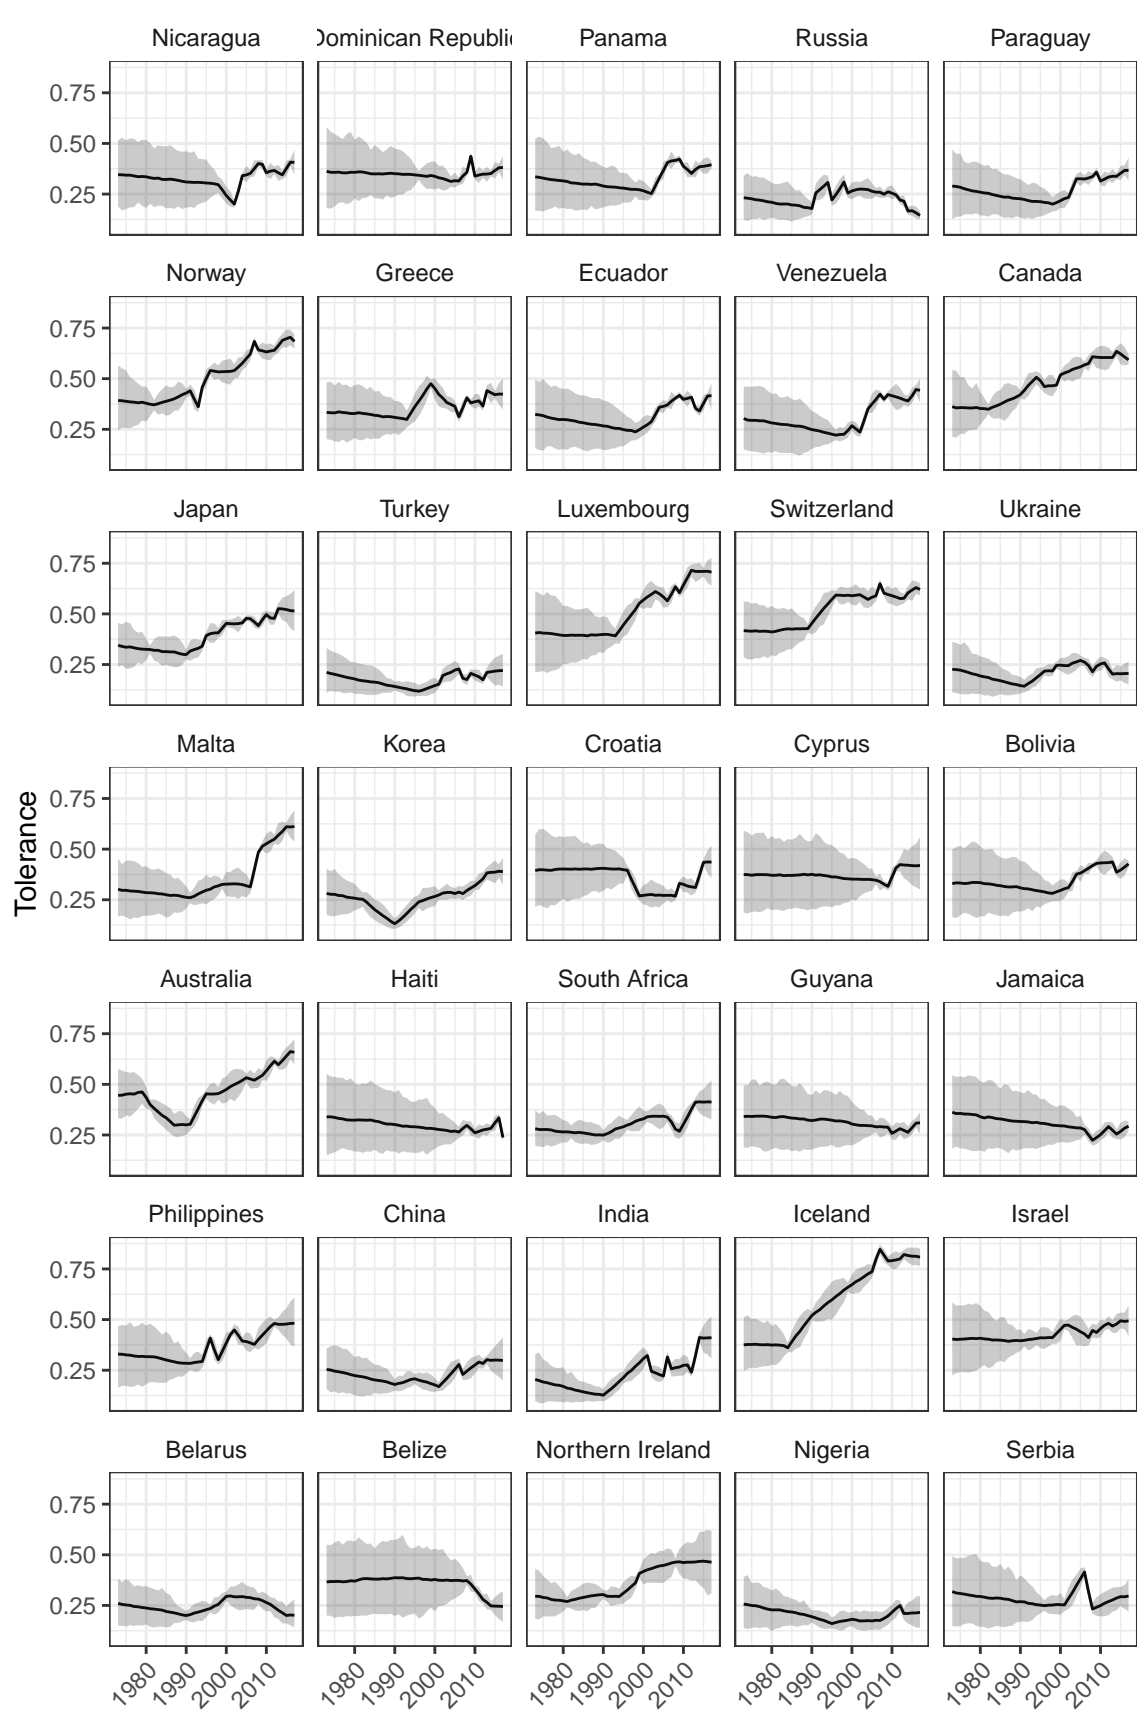 Nicaragua Dominican Republic Panama Russia Paraguay
0.75
0.50
0.25
Norway Greece Ecuador Venezuela Canada
0.75
0.50
0.25
Japan Turkey Luxembourg Switzerland Ukraine
0.75
0.50
0.25
Malta Korea Croatia Cyprus Bolivia
0.75
0.50
0.25
Tolerance
Australia Haiti South Africa Guyana Jamaica
0.75
0.50
0.25
Philippines China India Iceland Israel
0.75
0.50
0.25
Belarus Belize Northern Ireland Nigeria Serbia
0.75
0.50
0.25
1980 1990 2000 2010 1980 1990 2000 2010 1980 1990 2000 2010 1980 1990 2000 2010 1980 1990 2000 2010